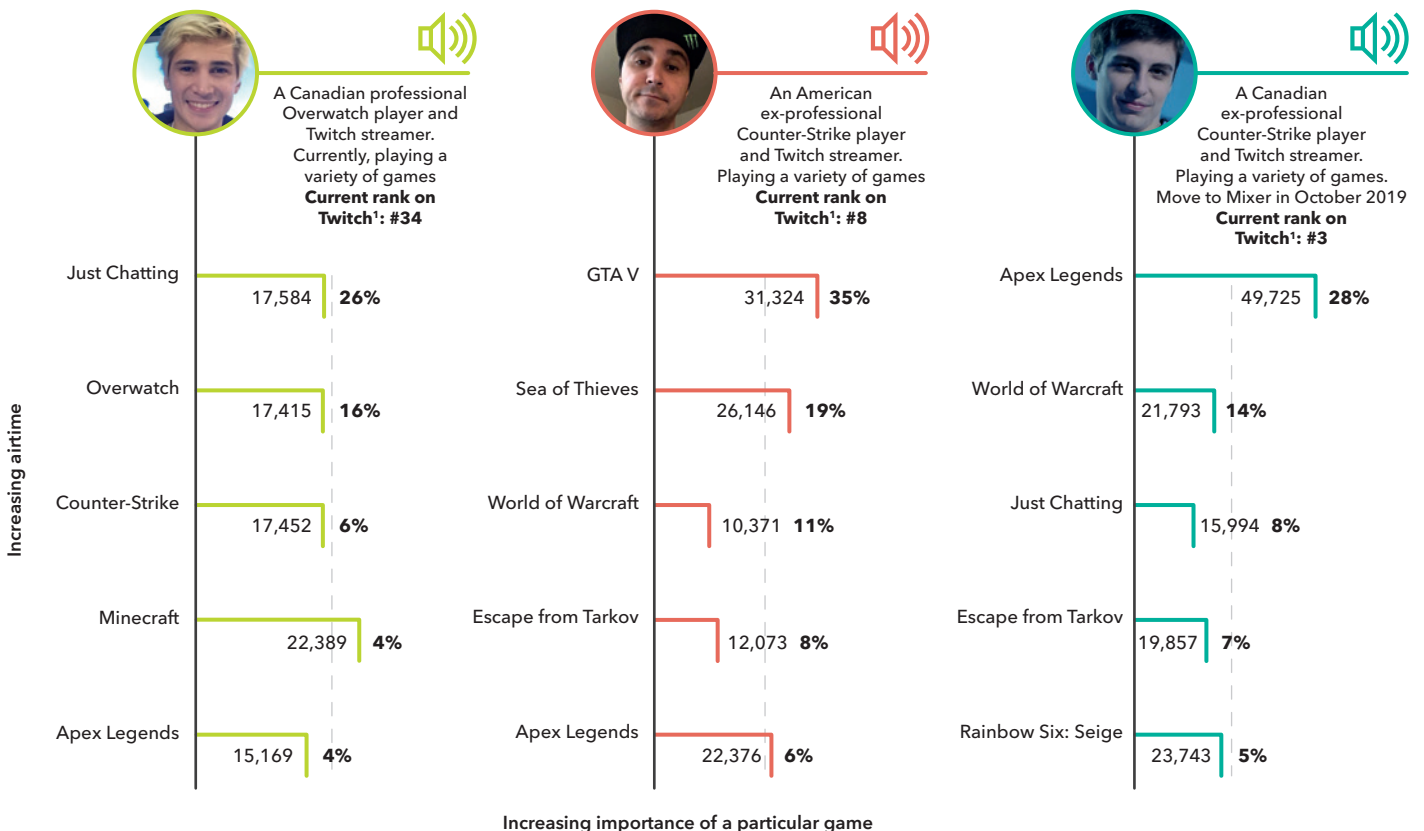 A Canadian professional
Overwatch player and
Twitch streamer.
Currently, playing a
variety of games
Current rank on
Twitch¹: #34
An American
ex-professional
Counter-Strike player
and Twitch streamer.
Playing a variety of games
Current rank on
Twitch¹: #8
A Canadian
ex-professional
Counter-Strike player
and Twitch streamer.
Playing a variety of games.
Move to Mixer in October 2019
Current rank on
Twitch¹: #3
Increasing airtime
Just Chatting
17,584 26%
Overwatch
17,415 16%
Counter-Strike
17,452 6%
Minecraft
22,389 4%
Apex Legends
15,169 4%
GTA V
31,324 35%
Sea of Thieves
26,146 19%
World of Warcraft
10,371 11%
Escape from Tarkov
12,073 8%
Apex Legends
22,376 6%
Apex Legends
49,725 28%
World of Warcraft
21,793 14%
Just Chatting
15,994 8%
Escape from Tarkov
19,857 7%
Rainbow Six: Seige
23,743 5%
Increasing importance of a particular game